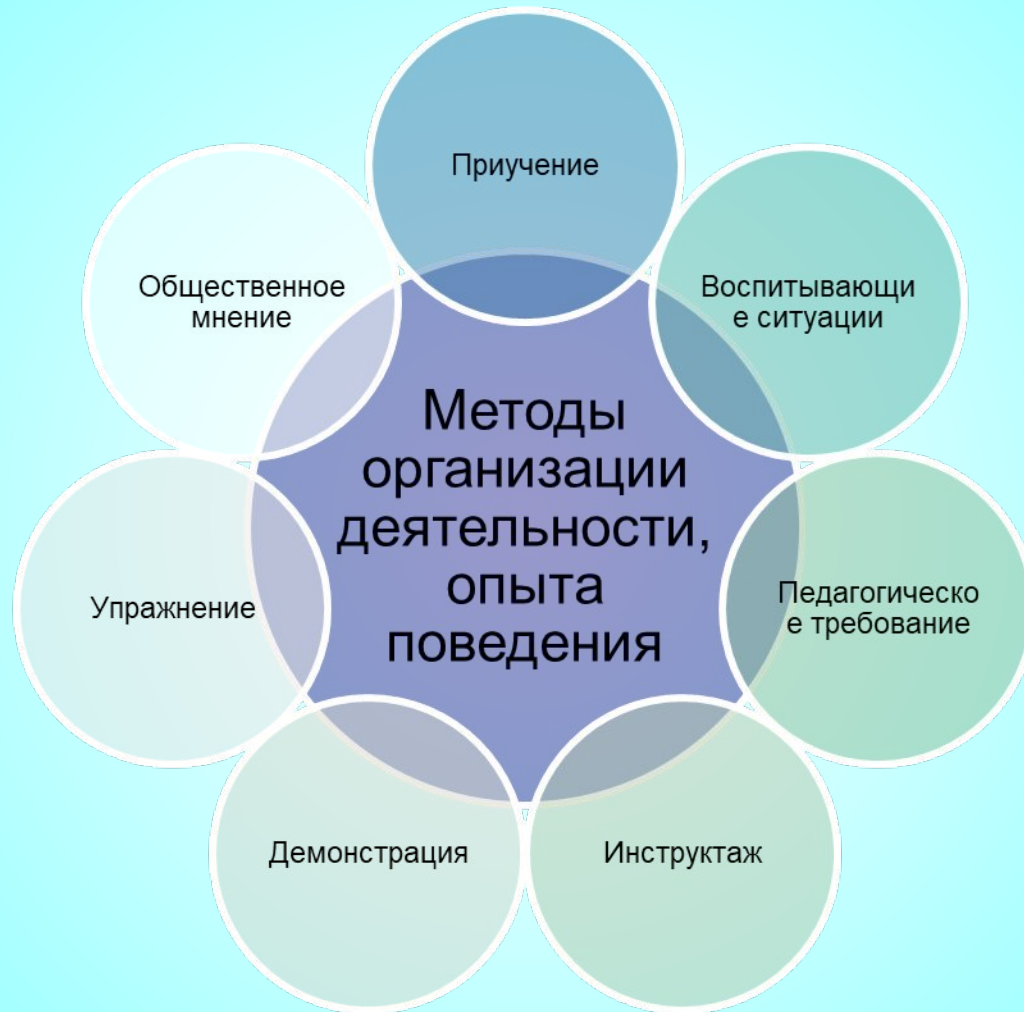 Приучение
Воспитывающи
е ситуации
Педагогическо
е требование
Инструктаж
Демонстрация
Упражнение
Общественное
мнение
Методы
организации
деятельности,
опыта
поведения